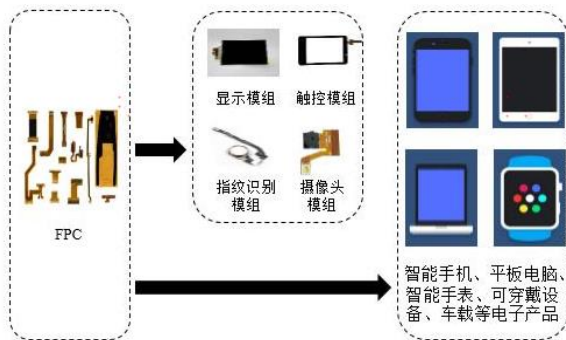 FPC
显示模组
触控模组
指纹识别
模组
摄像头
模组
智能手机、平板电脑、
智能手表、可穿戴设
备、车载等电子产品